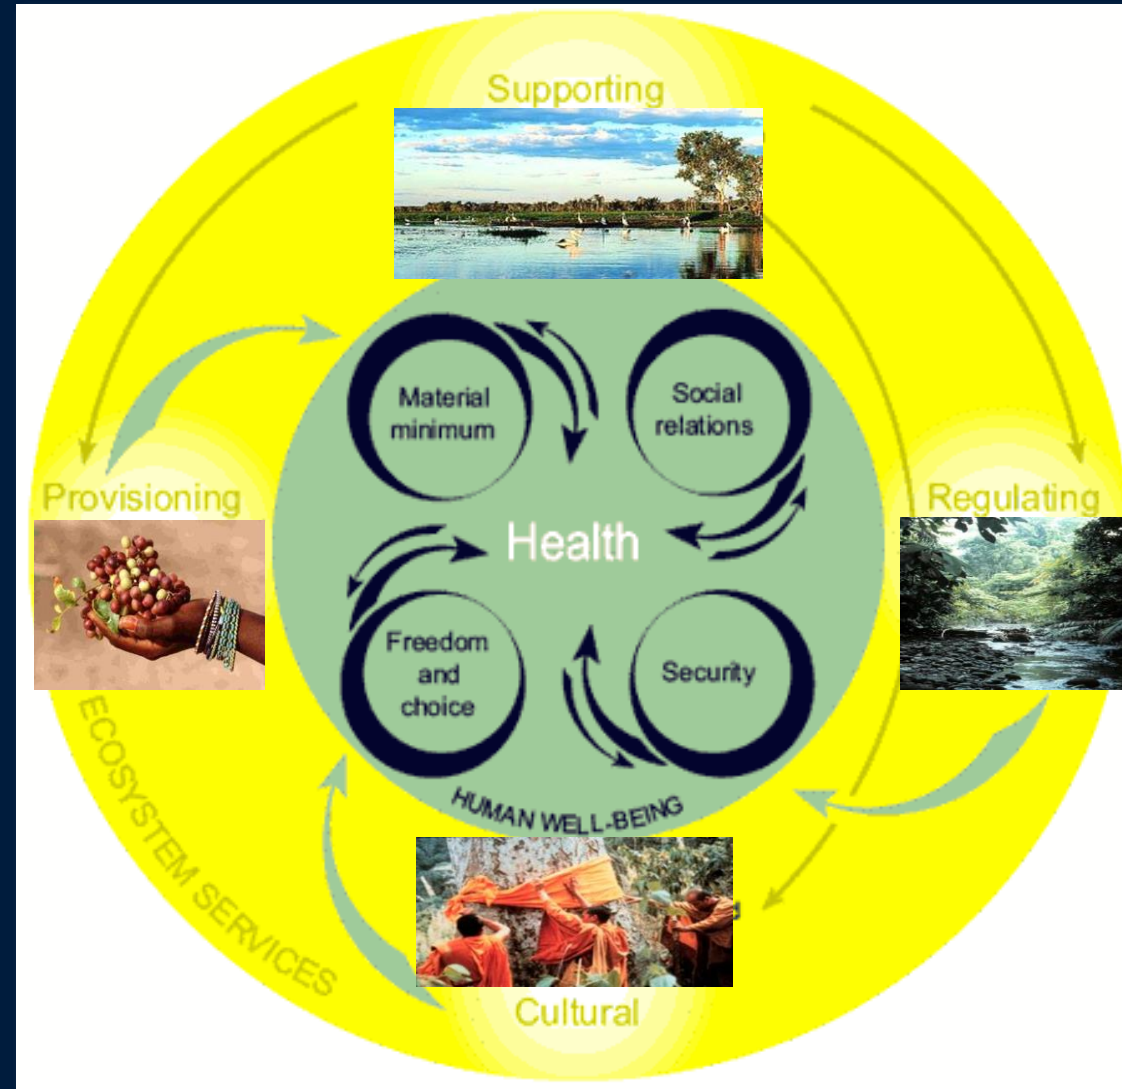 Supporting
Material
minimum
Social
relations
Provisioning
Regulating
Health
Freedom
and
choice
Security
HUMAN WELL-BEING
ECOSYSTEM SERVICES
Cultural